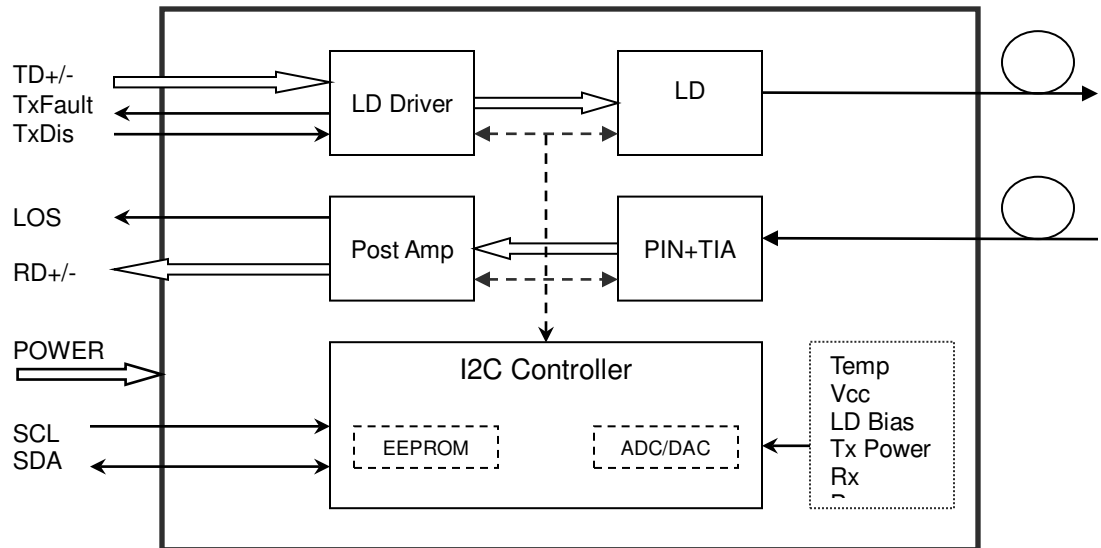 TD+/-
TxFault
TxDis
LD Driver
LD
LOS
RD+/-
Post Amp
PIN+TIA
POWER
SCL
SDA
I2C Controller
EEPROM
ADC/DAC
Temp
Vcc
LD Bias
Tx Power
Rx